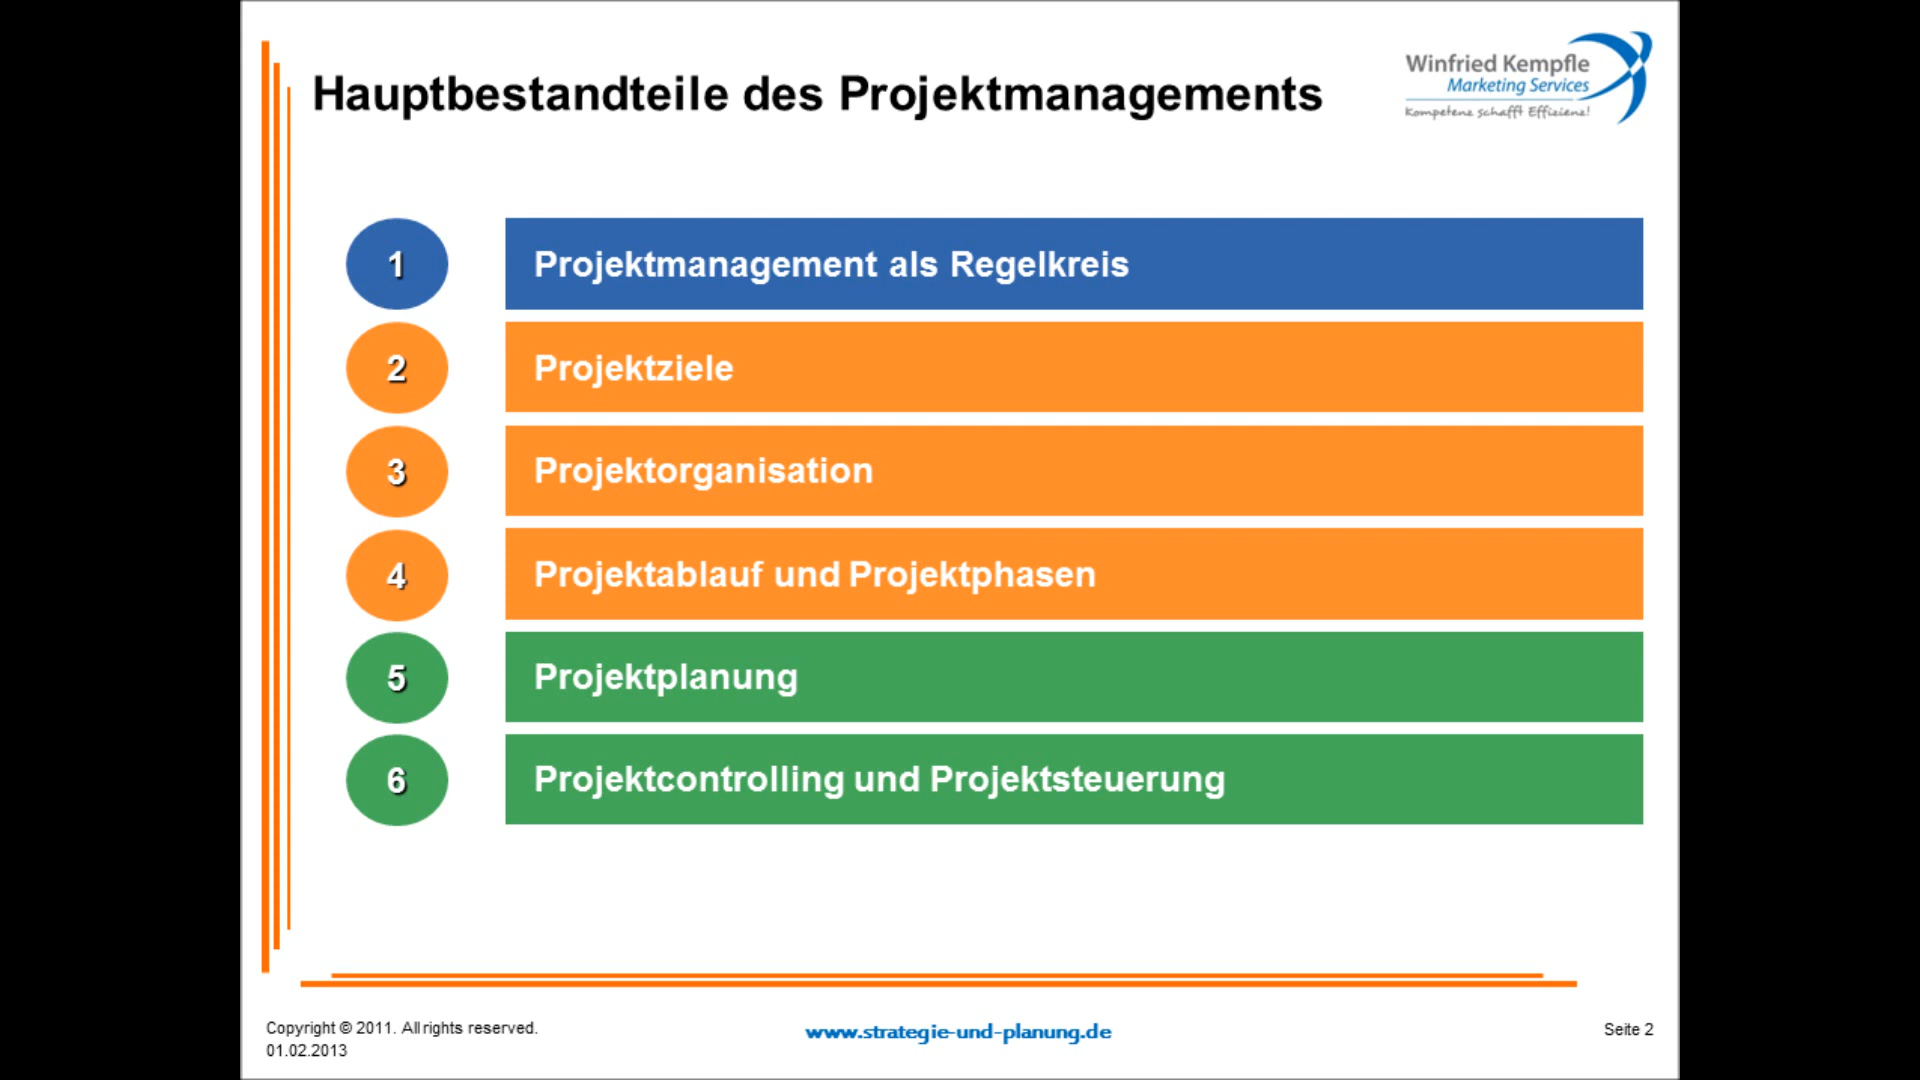 Hauptbestandteile des Projektmanagements
Winfried Kempfle
Marketing Services
Kompetenz schafft Effizienz!
1
Projektmanagement als Regelkreis
2
Projektziele
3
Projektorganisation
4
Projektablauf und Projektphasen
5
Projektplanung
6
Projektcontrolling und Projektsteuerung
Copyright © 2011. All rights reserved.
01.02.2013
www.strategie-und-planung.de
Seite 2